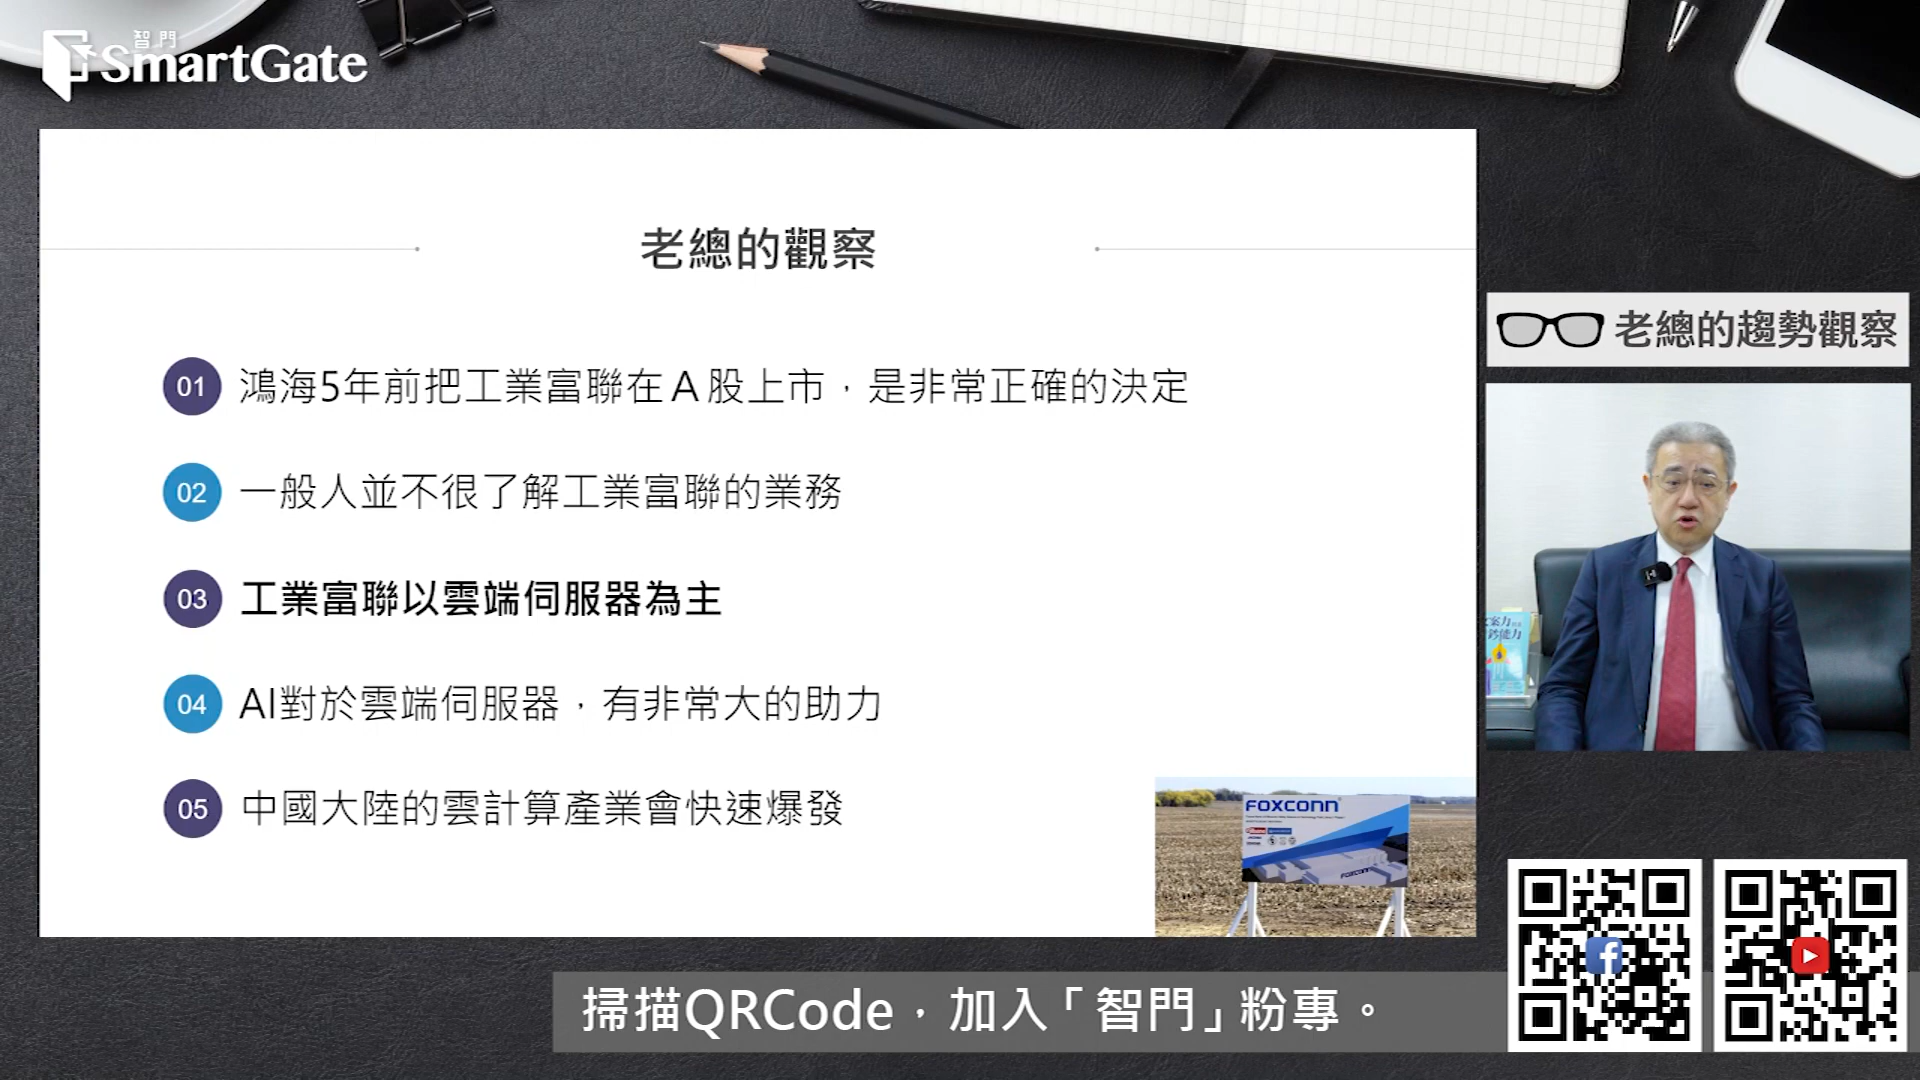 智門
SmartGate
老總的觀察
01 鴻海5年前把工業富聯在A股上市，是非常正確的決定
02 一般人並不很了解工業富聯的業務
03 工業富聯以雲端伺服器為主
04 AI對於雲端伺服器，有非常大的助力
05 中國大陸的雲計算產業會快速爆發
FOXCONN
FOXCONN
老總的趨勢觀察
掃描QRCode，加入「智門」粉專。